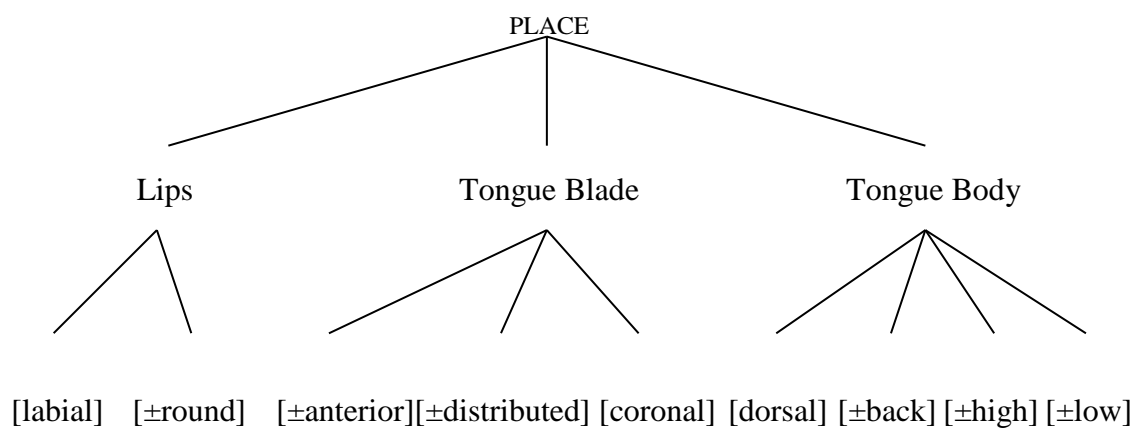 PLACE
Lips Tongue Blade Tongue Body
[labial] [±round] [±anterior][±distributed] [coronal] [dorsal] [±back] [±high] [±low]